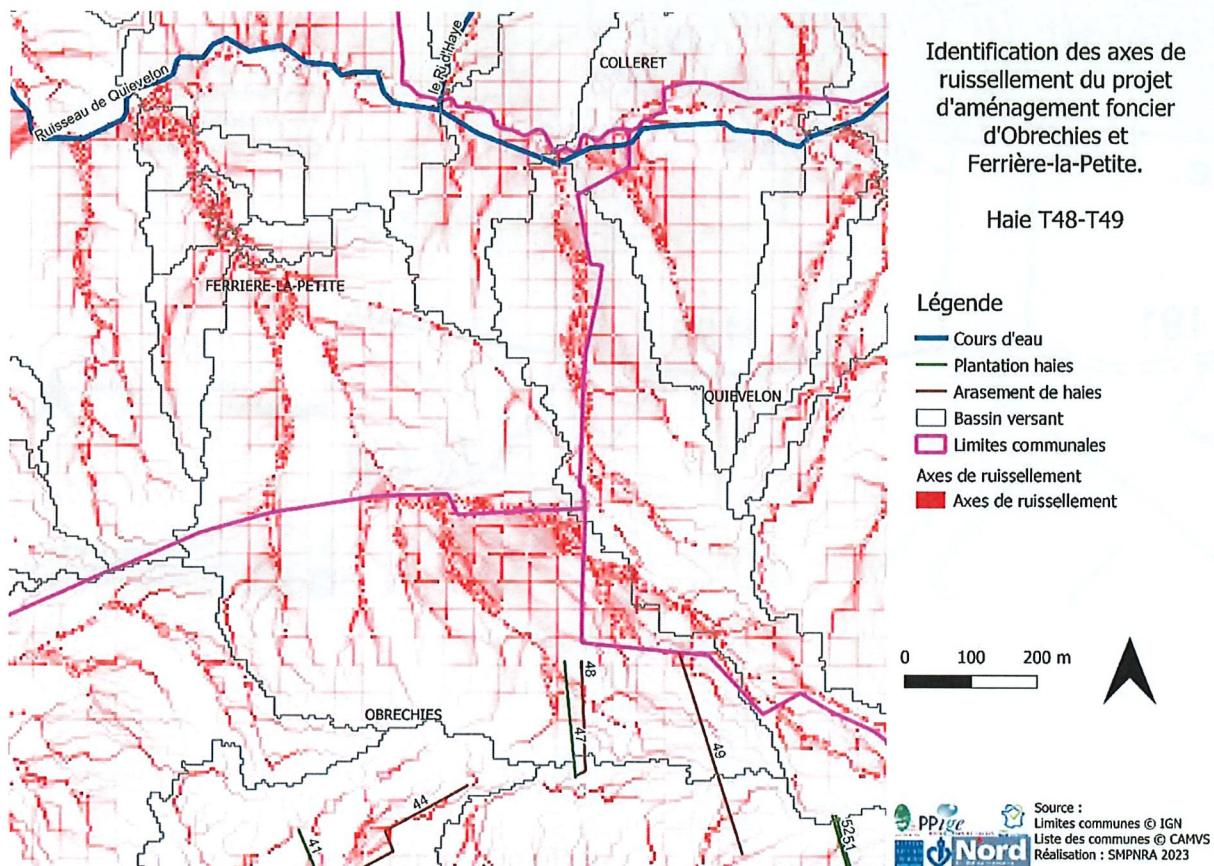 Identification des axes de
ruissellement du projet
d'aménagement foncier
d'Obrechies et
Ferrière-la-Petite.
Haie T48-T49
Légende
Cours d'eau
Plantation haies
Arasement de haies
Bassin versant
Limites communales
Axes de ruissellement
Axes de ruissellement
0 100 200 m
Ruisseau de Quievelon
le Ri d'Haye
COLLERET
FERRIERE-LA-PETITE
QUIEVELON
OBRECHIES
48
47
49
44
41
5251
PPIge
Nord
Source :
Limites communes © IGN
Liste des communes © CAMVS
Réalisation : SMPNRA 2023